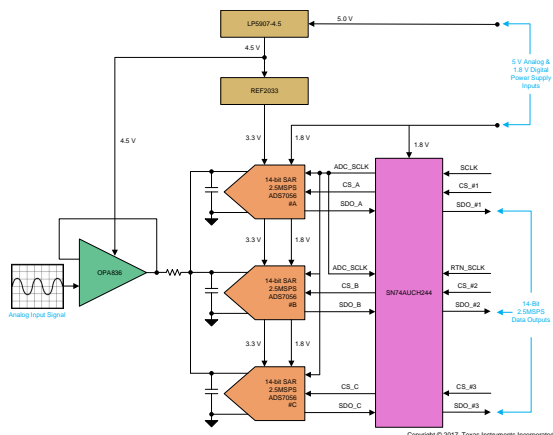 LP5907-4.5
5.0 V
4.5 V
5 V Analog &
1.8 V Digital
Power Supply
Inputs
REF2033
4.5 V
3.3 V
1.8 V
1.8 V
14-bit SAR
2.5MSPS
ADS7056
#A
ADC_SCLK
CS_A
SDO_A
SCLK
CS_#1
SDO_#1
3.3 V
1.8 V
OPA836
Analog Input Signal
14-bit SAR
2.5MSPS
ADS7056
#B
ADC_SCLK
CS_B
SDO_B
SN74AUCH244
RTN_SCLK
CS_#2
SDO_#2
14-Bit
2.5MSPS
Data Outputs
3.3 V
1.8 V
14-bit SAR
2.5MSPS
ADS7056
#C
CS_C
SDO_C
CS_#3
SDO_#3
Copyright © 2017, Texas Instruments Incorporated